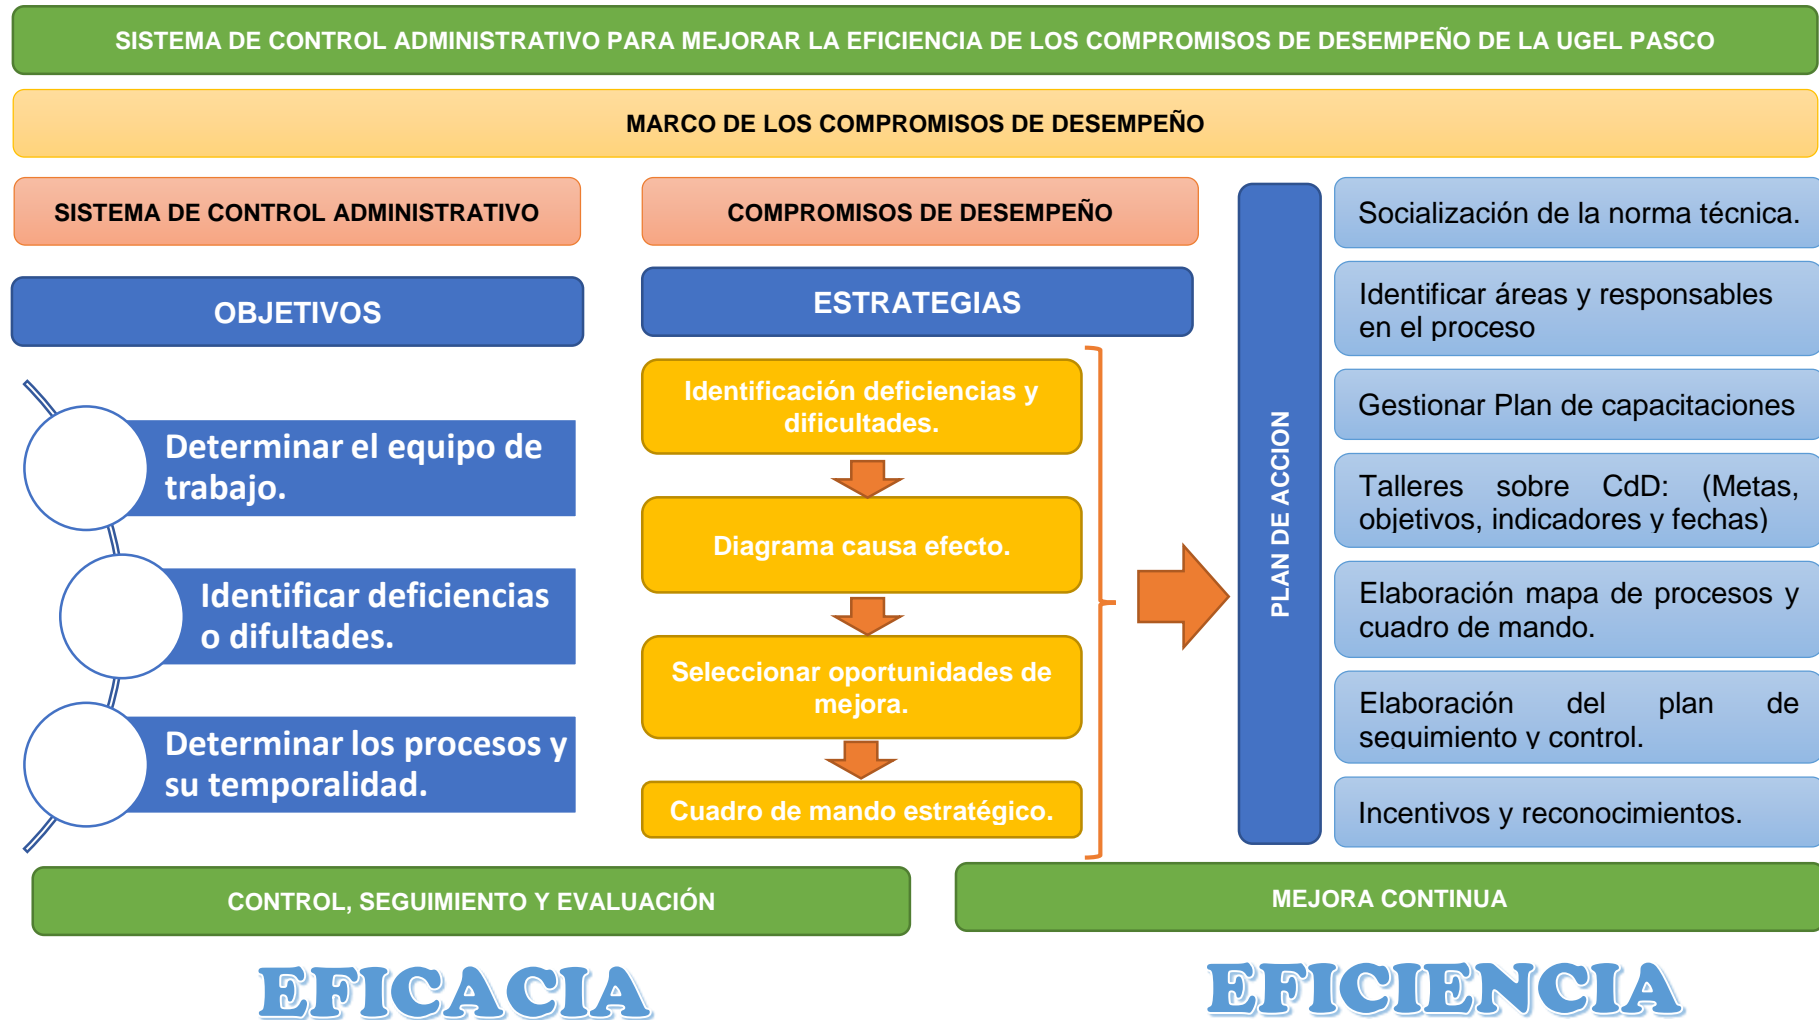 SISTEMA DE CONTROL ADMINISTRATIVO PARA MEJORAR LA EFICIENCIA DE LOS COMPROMISOS DE DESEMPEÑO DE LA UGEL PASCO
MARCO DE LOS COMPROMISOS DE DESEMPEÑO
SISTEMA DE CONTROL ADMINISTRATIVO
OBJETIVOS
Determinar el equipo de
trabajo.
Identificar deficiencias
o difultades.
Determinar los procesos y
su temporalidad.
COMPROMISOS DE DESEMPEÑO
ESTRATEGIAS
Identificación deficiencias y
dificultades.
Diagrama causa efecto.
Seleccionar oportunidades de
mejora.
Cuadro de mando estratégico.
PLAN DE ACCION
Socialización de la norma técnica.
Identificar áreas y responsables
en el proceso
Gestionar Plan de capacitaciones
Talleres sobre CdD: (Metas,
objetivos, indicadores y fechas)
Elaboración mapa de procesos y
cuadro de mando.
Elaboración del plan de
seguimiento y control.
Incentivos y reconocimientos.
CONTROL, SEGUIMIENTO Y EVALUACIÓN
MEJORA CONTINUA
EFICACIA
EFICIENCIA